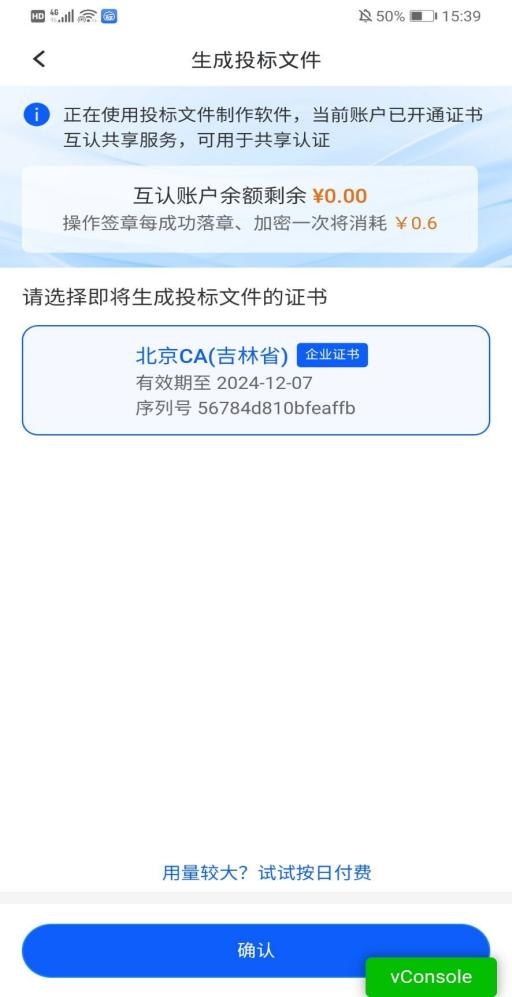 HD 4G 50% 15:39
生成投标文件
正在使用投标文件制作软件，当前账户已开通证书
互认共享服务，可用于共享认证
互认账户余额剩余 ¥0.00
操作签章每成功落章、加密一次将消耗 ￥0.6
请选择即将生成投标文件的证书
北京CA(吉林省) 企业证书
有效期至 2024-12-07
序列号 56784d810bfeaffb
用量较大？试试按日付费
确认
vConsole